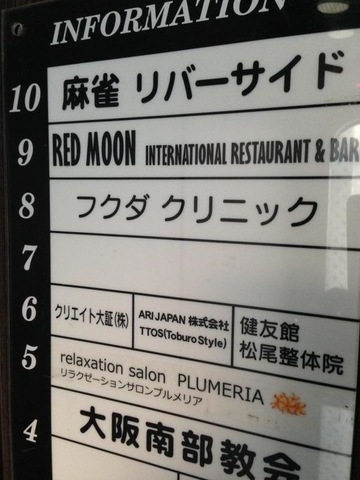 INFORMATION
10 麻雀 リバーサイド
9 RED MOON INTERNATIONAL RESTAURANT & BAR
8 フクダ クリニック
7
6 クリエイト大証(株) ARI JAPAN 株式会社 健友館
TTOS(Toburo Style) 松尾整体院
5 relaxation salon PLUMERIA
リラクゼーションサロンプルメリア
4 大阪南部教会